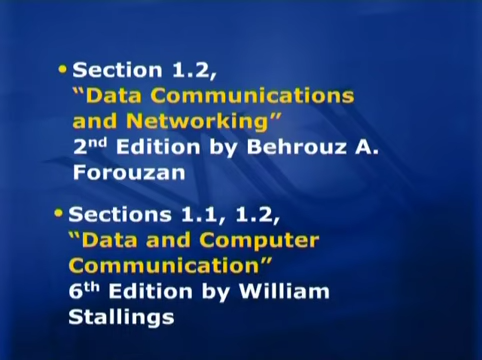 • Section 1.2,
“Data Communications
and Networking”
2nd Edition by Behrouz A.
Forouzan
• Sections 1.1, 1.2,
“Data and Computer
Communication”
6th Edition by William
Stallings